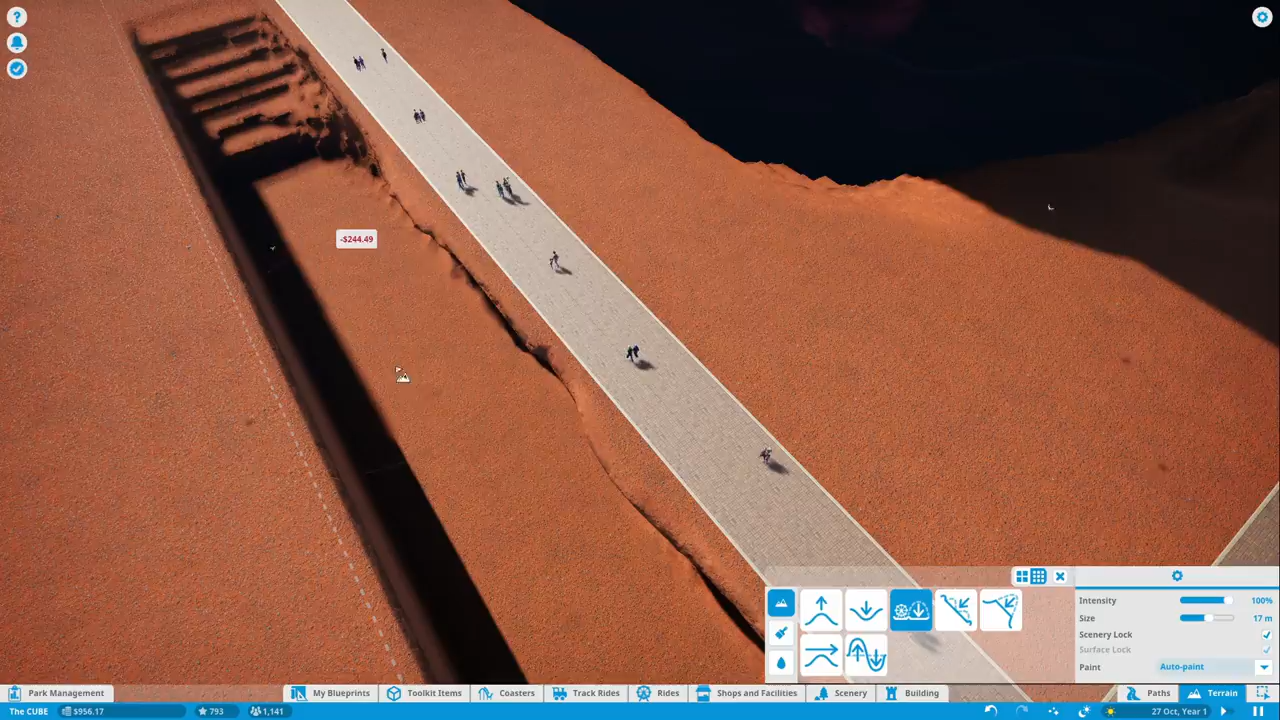 ?
-$244.49
Intensity 100%
Size 17 m
Scenery Lock
Surface Lock
Paint Auto-paint
Park Management My Blueprints Toolkit Items Coasters Track Rides Rides Shops and Facilities Scenery Building Paths Terrain
The CUBE $956.17 793 1,141 27 Oct, Year 1